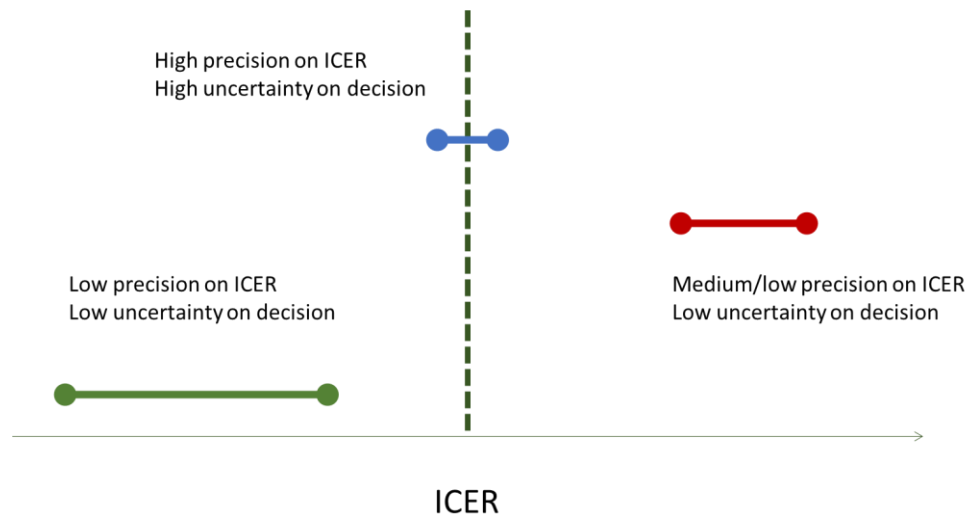 High precision on ICER
High uncertainty on decision
Low precision on ICER
Low uncertainty on decision
Medium/low precision on ICER
Low uncertainty on decision
ICER